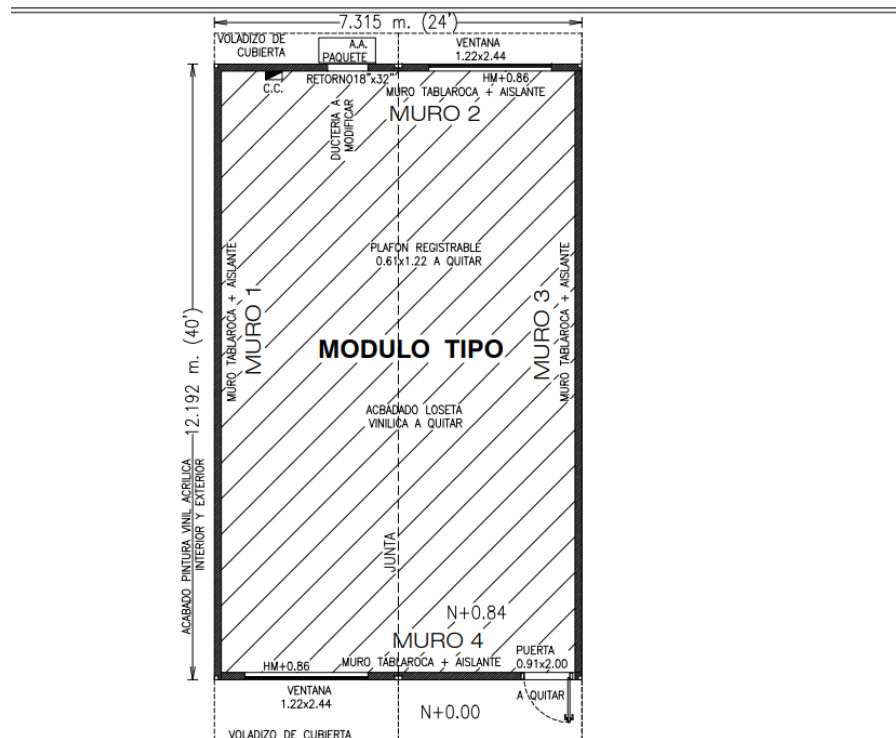 7.315 m. (24')
VOLADIZO DE
CUBIERTA
A.A.
PAQUETE
VENTANA
1.22x2.44
C.C.
RETORNO18"x32"
HM+0.86
MURO TABLAROCA + AISLANTE
MURO 2
DUCTERIA A
MODIFICAR
PLAFON REGISTRABLE
0.61x1.22 A QUITAR
MURO TABLAROCA + AISLANTE
MURO 1
MODULO TIPO
MURO 3
MURO TABLAROCA + AISLANTE
12.192 m. (40')
ACBADADO LOSETA
VINILICA A QUITAR
ACABADO PINTURA VINIL ACRILICA
INTERIOR Y EXTERIOR
JUNTA
N+0.84
MURO 4
PUERTA
0.91x2.00
HM+0.86
MURO TABLAROCA + AISLANTE
VENTANA
1.22x2.44
A QUITAR
N+0.00
VOLADIZO DE CUBIERTA